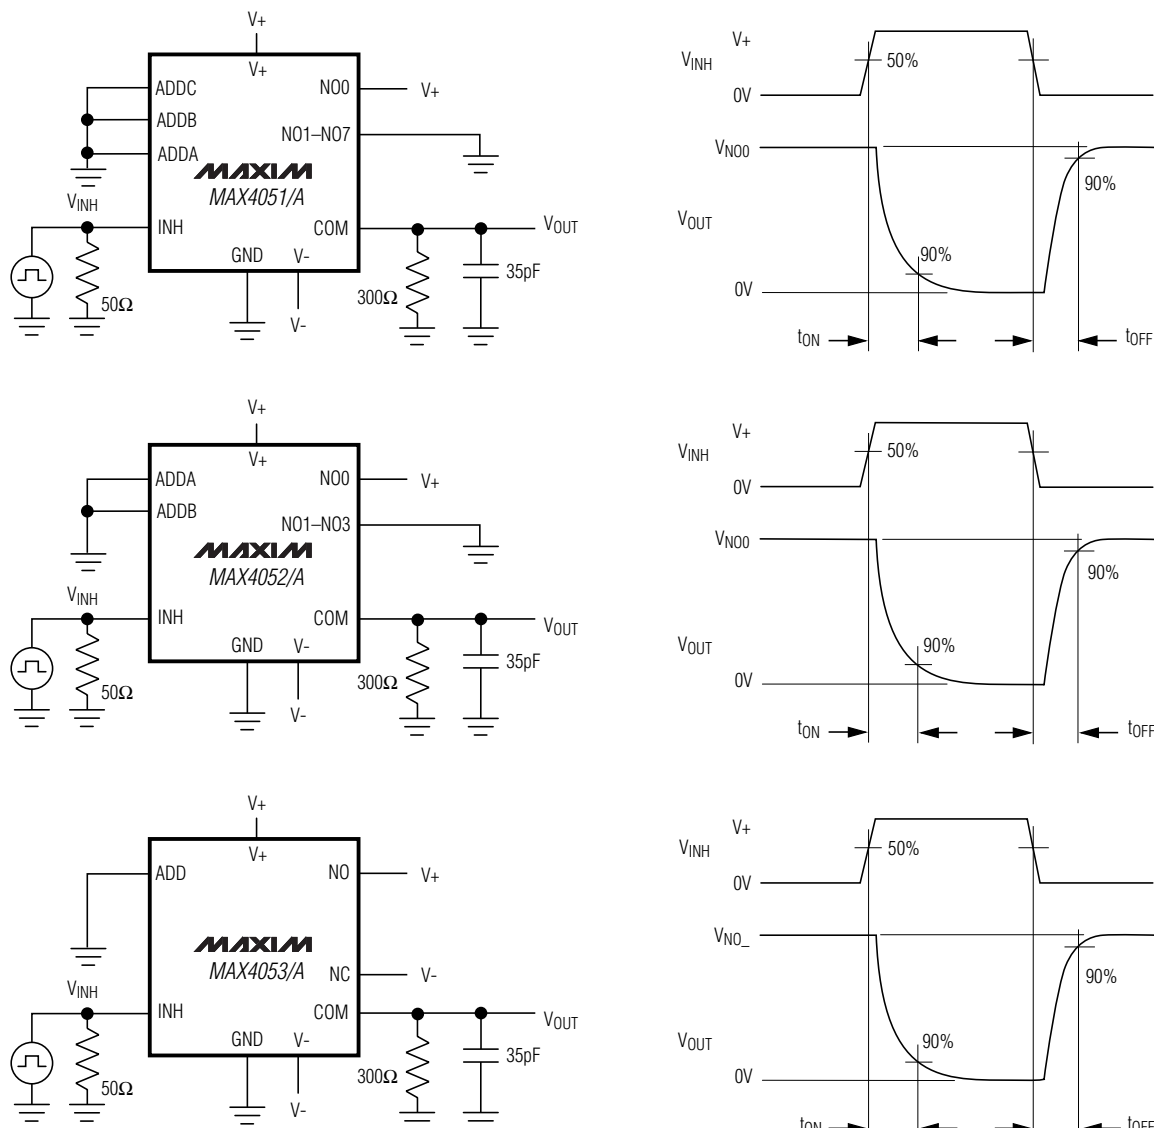 V+
V+
ADDC
NO0
V+
ADDB
NO1–NO7
ADDA
MAXIM
MAX4051/A
VINH
INH
COM
VOUT
GND
V-
50Ω
300Ω
35pF
V-
V+
VINH
50%
0V
VNO0
90%
VOUT
90%
0V
tON
tOFF
V+
V+
ADDA
NO0
V+
ADDB
NO1–NO3
MAXIM
MAX4052/A
VINH
INH
COM
VOUT
GND
V-
50Ω
300Ω
35pF
V-
V+
VINH
50%
0V
VNO0
90%
VOUT
90%
0V
tON
tOFF
V+
V+
ADD
NO
V+
MAXIM
MAX4053/A
NC
V-
VINH
INH
COM
VOUT
GND
V-
50Ω
300Ω
35pF
V-
V+
VINH
50%
0V
VNO_
90%
VOUT
90%
0V
tON
tOFF